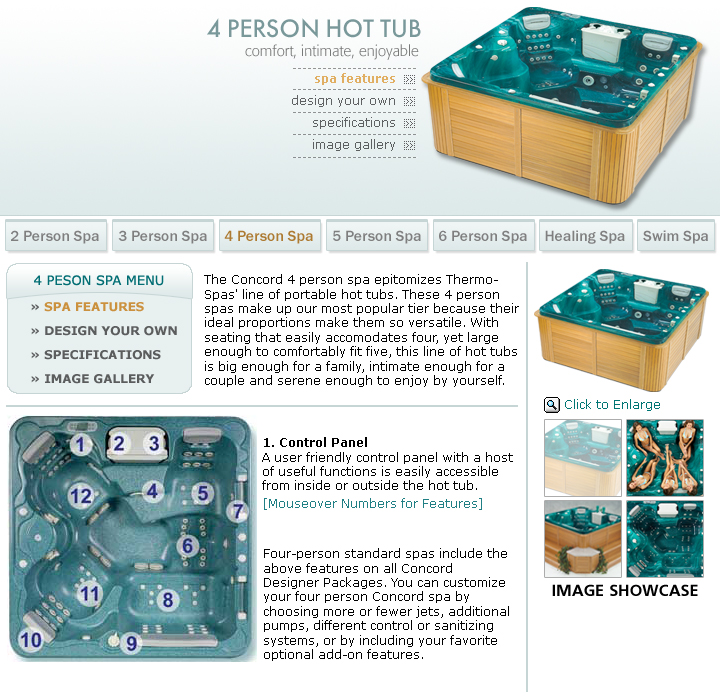 4 PERSON HOT TUB
comfort, intimate, enjoyable
spa features
design your own
specifications
image gallery
2 Person Spa
3 Person Spa
4 Person Spa
5 Person Spa
6 Person Spa
Healing Spa
Swim Spa
4 PESON SPA MENU
» SPA FEATURES
» DESIGN YOUR OWN
» SPECIFICATIONS
» IMAGE GALLERY
The Concord 4 person spa epitomizes Thermo-
Spas' line of portable hot tubs. These 4 person
spas make up our most popular tier because their
ideal proportions make them so versatile. With
seating that easily accomodates four, yet large
enough to comfortably fit five, this line of hot tubs
is big enough for a family, intimate enough for a
couple and serene enough to enjoy by yourself.
Click to Enlarge
IMAGE SHOWCASE
1
2
3
4
5
6
7
8
9
10
11
12
1. Control Panel
A user friendly control panel with a host
of useful functions is easily accessible
from inside or outside the hot tub.
[Mouseover Numbers for Features]
Four-person standard spas include the
above features on all Concord
Designer Packages. You can customize
your four person Concord spa by
choosing more or fewer jets, additional
pumps, different control or sanitizing
systems, or by including your favorite
optional add-on features.